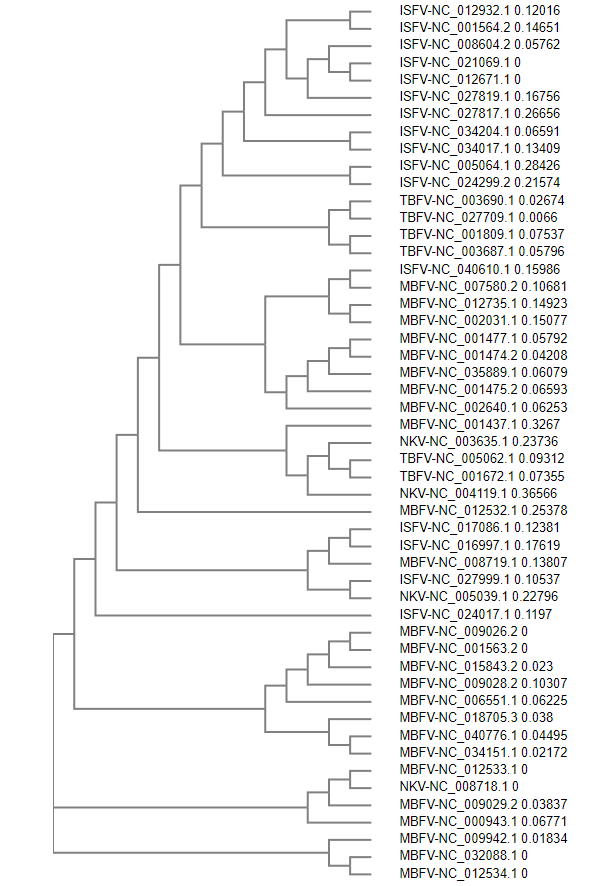 ISFV-NC_012932.1 0.12016
ISFV-NC_001564.2 0.14651
ISFV-NC_008604.2 0.05762
ISFV-NC_021069.1 0
ISFV-NC_012671.1 0
ISFV-NC_027819.1 0.16756
ISFV-NC_027817.1 0.26656
ISFV-NC_034204.1 0.06591
ISFV-NC_034017.1 0.13409
ISFV-NC_005064.1 0.28426
ISFV-NC_024299.2 0.21574
TBFV-NC_003690.1 0.02674
TBFV-NC_027709.1 0.0066
TBFV-NC_001809.1 0.07537
TBFV-NC_003687.1 0.05796
ISFV-NC_040610.1 0.15986
MBFV-NC_007580.2 0.10681
MBFV-NC_012735.1 0.14923
MBFV-NC_002031.1 0.15077
MBFV-NC_001477.1 0.05792
MBFV-NC_001474.2 0.04208
MBFV-NC_035889.1 0.06079
MBFV-NC_001475.2 0.06593
MBFV-NC_002640.1 0.06253
MBFV-NC_001437.1 0.3267
NKV-NC_003635.1 0.23736
TBFV-NC_005062.1 0.09312
TBFV-NC_001672.1 0.07355
NKV-NC_004119.1 0.36566
MBFV-NC_012532.1 0.25378
ISFV-NC_017086.1 0.12381
ISFV-NC_016997.1 0.17619
MBFV-NC_008719.1 0.13807
ISFV-NC_027999.1 0.10537
NKV-NC_005039.1 0.22796
ISFV-NC_024017.1 0.1197
MBFV-NC_009026.2 0
MBFV-NC_001563.2 0
MBFV-NC_015843.2 0.023
MBFV-NC_009028.2 0.10307
MBFV-NC_006551.1 0.06225
MBFV-NC_018705.3 0.038
MBFV-NC_040776.1 0.04495
MBFV-NC_034151.1 0.02172
MBFV-NC_012533.1 0
NKV-NC_008718.1 0
MBFV-NC_009029.2 0.03837
MBFV-NC_000943.1 0.06771
MBFV-NC_009942.1 0.01834
MBFV-NC_032088.1 0
MBFV-NC_012534.1 0